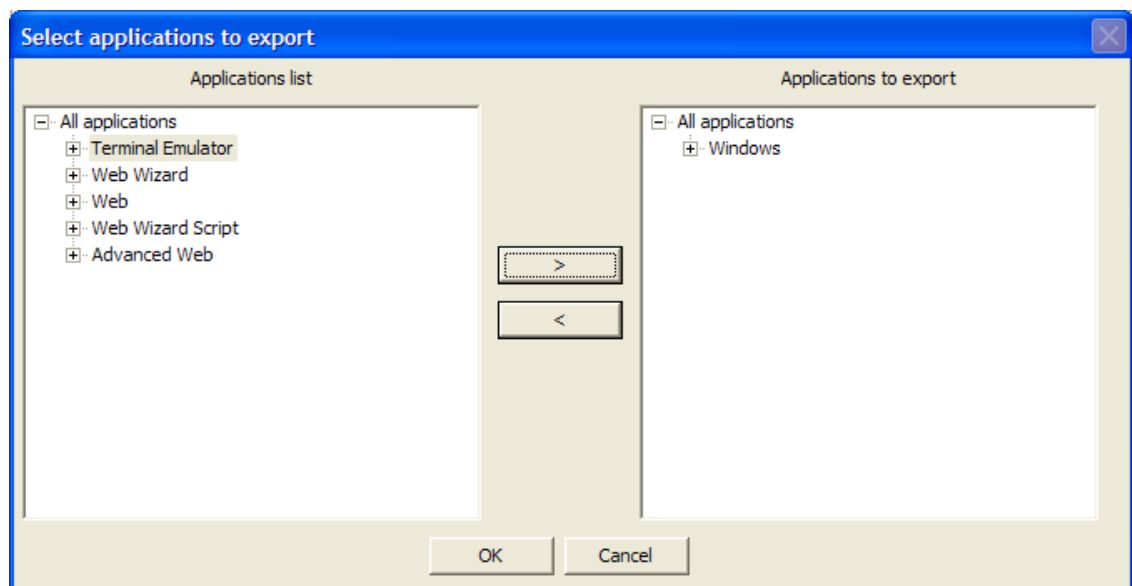 Select applications to export
Applications list
All applications
Terminal Emulator
Web Wizard
Web
Web Wizard Script
Advanced Web
>
<
Applications to export
All applications
Windows
OK
Cancel